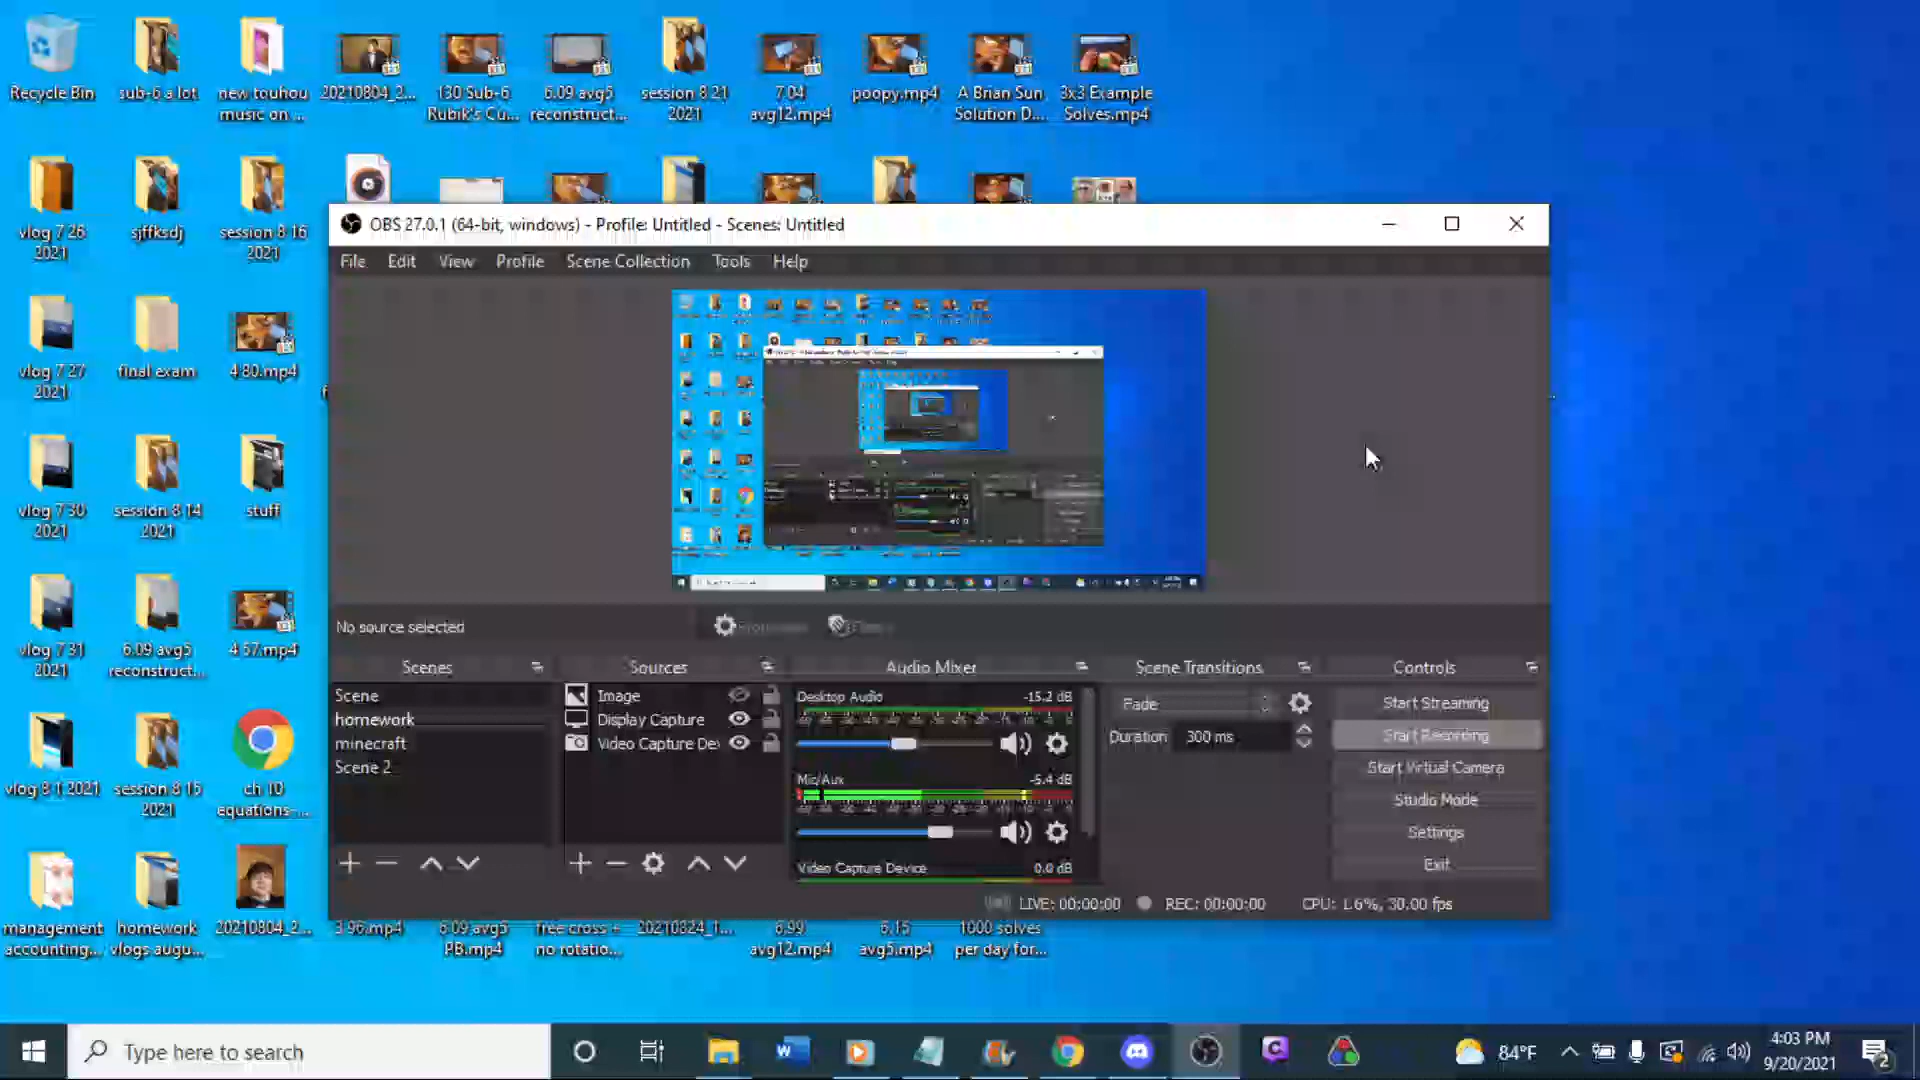 Recycle Bin
sub-6 a lot
new touhou
music on ...
20210804_2...
130 Sub-6
Rubik's Cu...
6.09 avg5
reconstruct...
session 8 21
2021
7.04
avg12.mp4
poopy.mp4
A Brian Sun
Solution D...
3x3 Example
Solves.mp4
vlog 7 26
2021
sjffksdj
session 8 16
2021
OBS 27.0.1 (64-bit, windows) - Profile: Untitled - Scenes: Untitled
File Edit View Profile Scene Collection Tools Help
vlog 7 27
2021
final exam
4 80.mp4
vlog 7 30
2021
session 8 14
2021
stuff
vlog 7 31
2021
6.09 avg5
reconstruct...
4 57.mp4
No source selected
Scenes
Sources
Audio Mixer
Scene Transitions
Controls
Scene
homework
minecraft
Scene 2
Image
Display Capture
Video Capture Dev
Desktop Audio -15.2 dB
Mic/Aux -5.4 dB
Video Capture Device 0.0 dB
Fade
Duration 300 ms
Start Streaming
Start Recording
Start Virtual Camera
Studio Mode
Settings
Exit
LIVE: 00:00:00 REC: 00:00:00 CPU: 1.6%, 30.00 fps
vlog 8 1 2021
session 8 15
2021
ch 10
equations-...
management
accounting...
homework
vlogs augu...
20210804_2...
3.96.mp4
6.09 avg5
PB.mp4
free cross +
no rotatio...
20210824_1...
6.99
avg12.mp4
6.15
avg5.mp4
1000 solves
per day for...
Type here to search
84°F
4:03 PM
9/20/2021
2